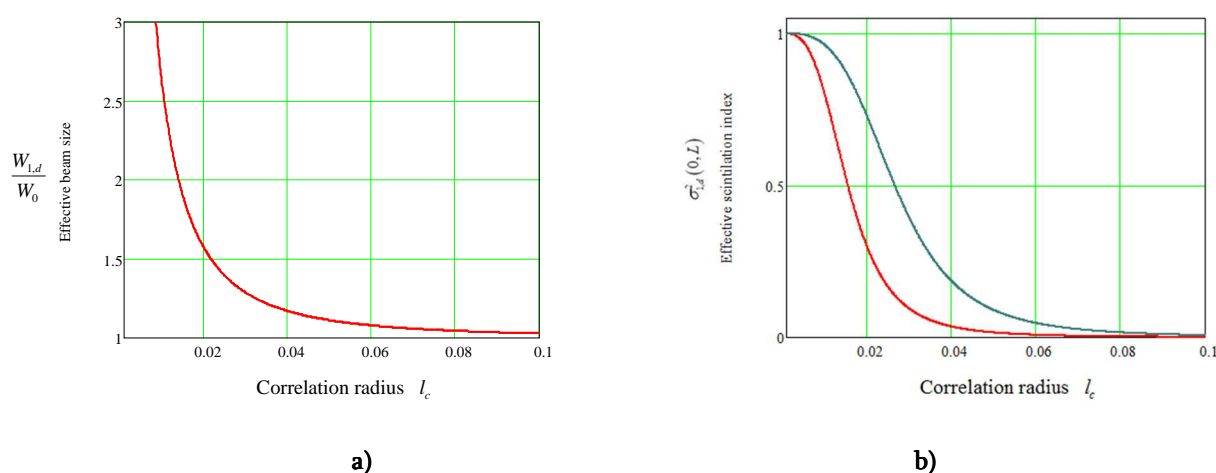 3
2.5
2
1.5
1
W1,d
W0
Effective beam size
0.02 0.04 0.06 0.08 0.1
Correlation radius lc
a)
1
0.5
0
σ²1,d(0,L)
Effective scintilation index
0.02 0.04 0.06 0.08 0.1
Correlation radius lc
b)